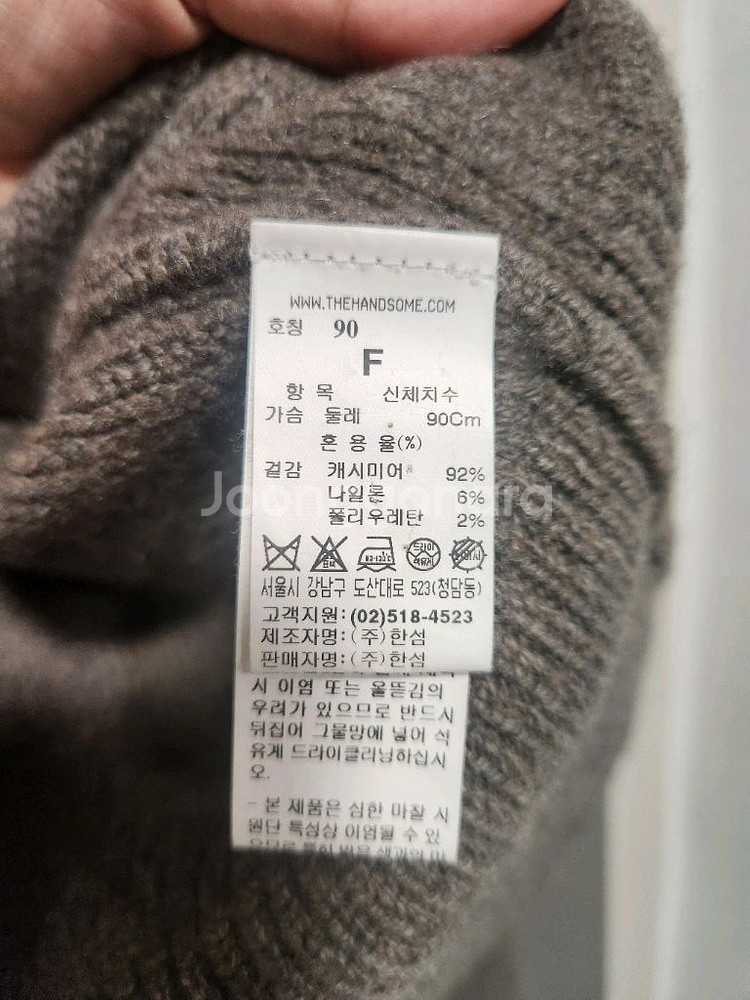 WWW.THEHANDSOME.COM
호칭 90
F
항 목 신체치수
가슴 둘레 90Cm
혼 용 율(%)
겉감 캐시미어 92%
나일론 6%
폴리우레탄 2%
드라이
석유계
서울시 강남구 도산대로 523(청담동)
고객지원:(02)518-4523
제조자명:(주)한섬
판매자명:(주)한섬
시 이염 또는 올뜯김의
우려가 있으므로 반드시
뒤집어 그물망에 넣어 석
유계 드라이클리닝하십시
오.
- 본 제품은 심한 마찰 시
원단 특성상 이염될 수 있